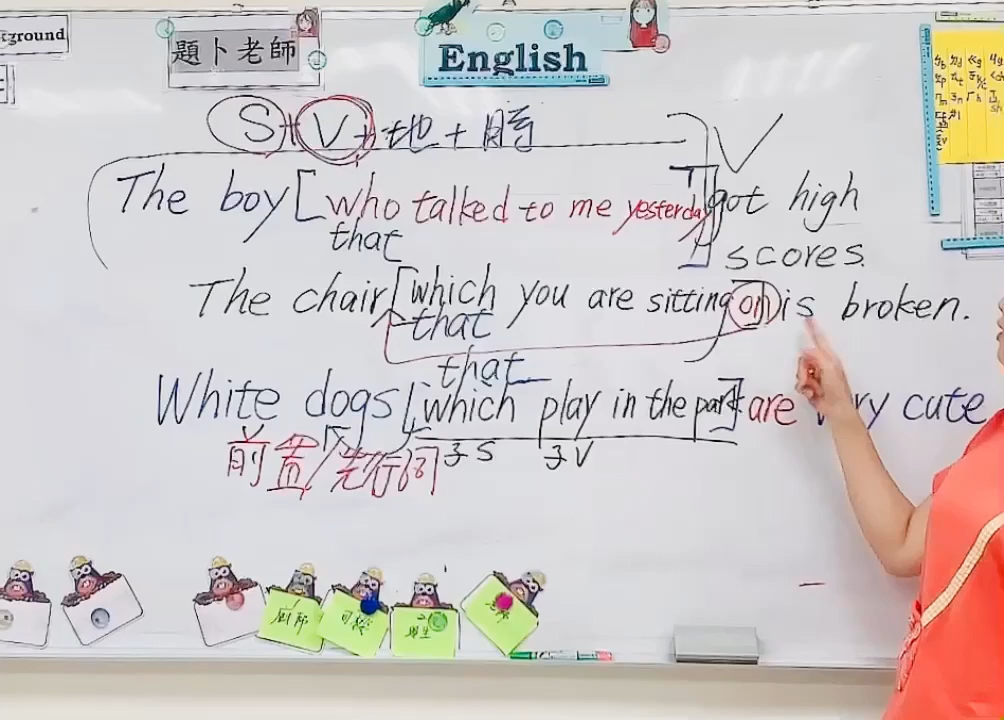 ground
題卜老師
English
S+V+地+時
The boy [who talked to me yesterday] got high
that
scores.
The chair [which you are sitting on] is broken.
that
that
White dogs [which play in the park] are very cute
前置/先行詞 子S 子V